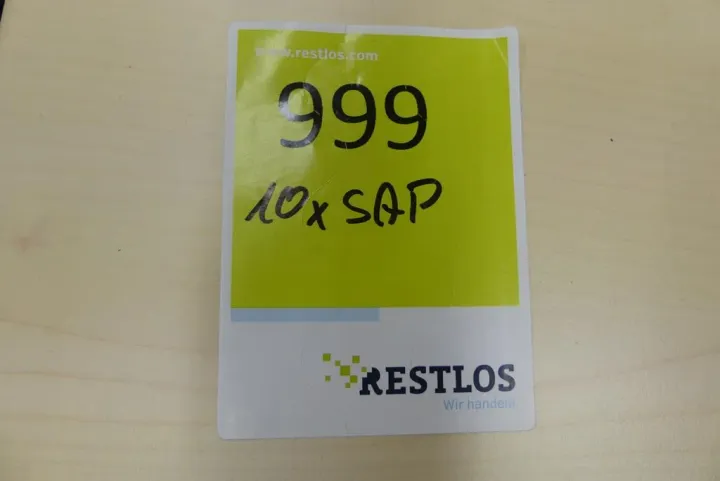 www.restlos.com
999
10x SAP
RESTLOS
Wir handeln